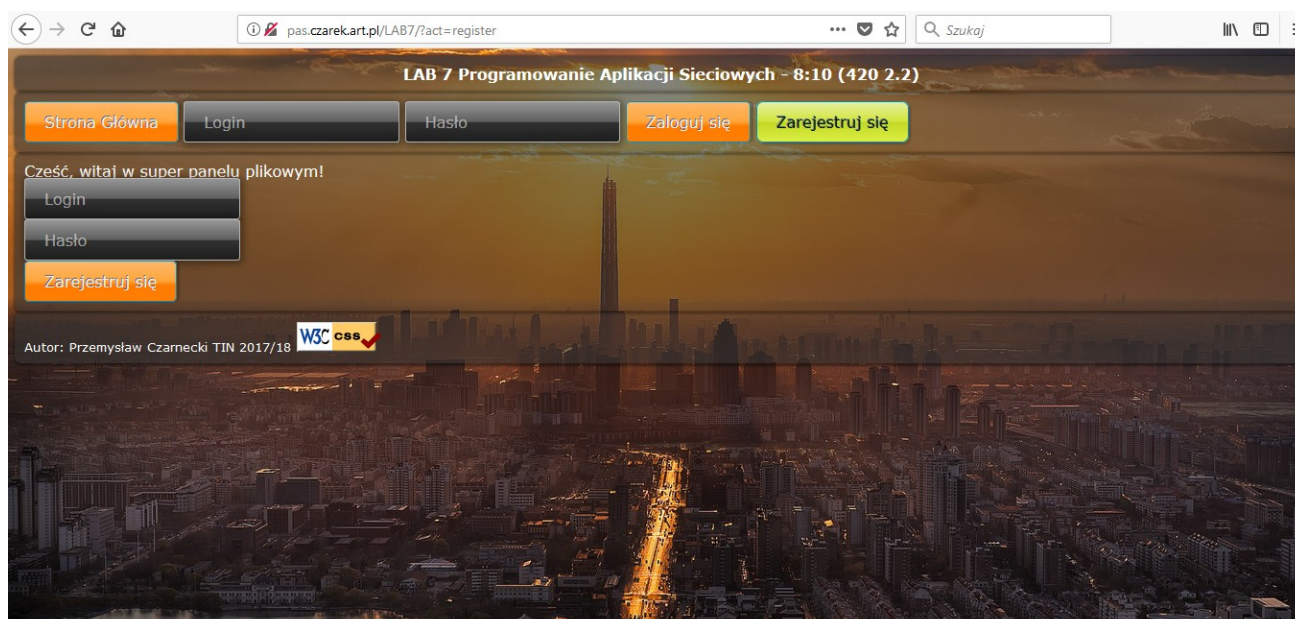 pas.czarek.art.pl/LAB7/?act=register
Szukaj
LAB 7 Programowanie Aplikacji Sieciowych - 8:10 (420 2.2)
Strona Główna Login Hasło Zaloguj się Zarejestruj się
Cześć, witaj w super panelu plikowym!
Login
Hasło
Zarejestruj się
Autor: Przemysław Czarnecki TIN 2017/18 W3C css